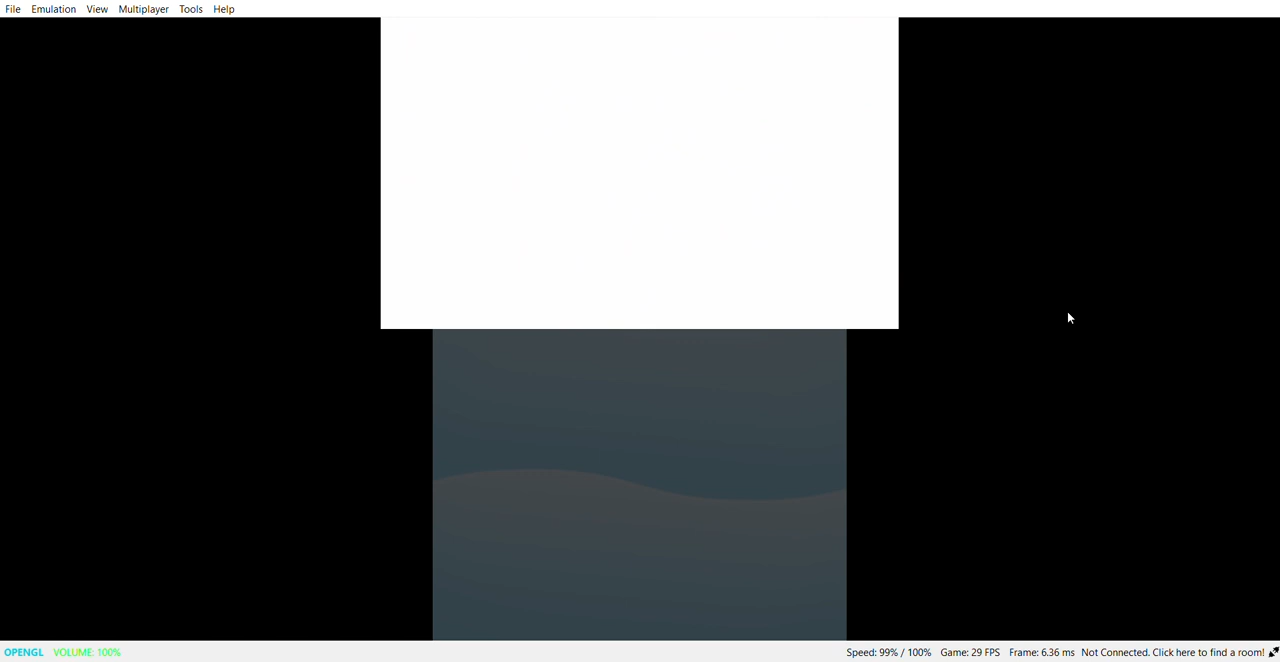 File Emulation View Multiplayer Tools Help
OPENGL VOLUME: 100% Speed: 99% / 100% Game: 29 FPS Frame: 6.36 ms Not Connected. Click here to find a room!